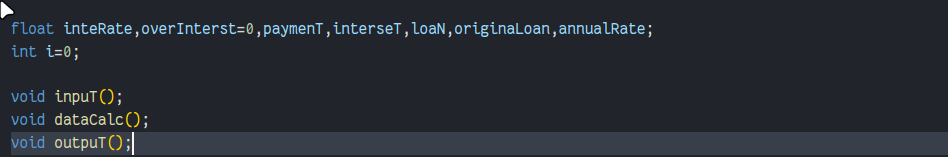 float inteRate,overInterst=0,paymenT,interseT,loaN,originaLoan,annualRate;
int i=0;
void inpuT();
void dataCalc();
void outpuT();